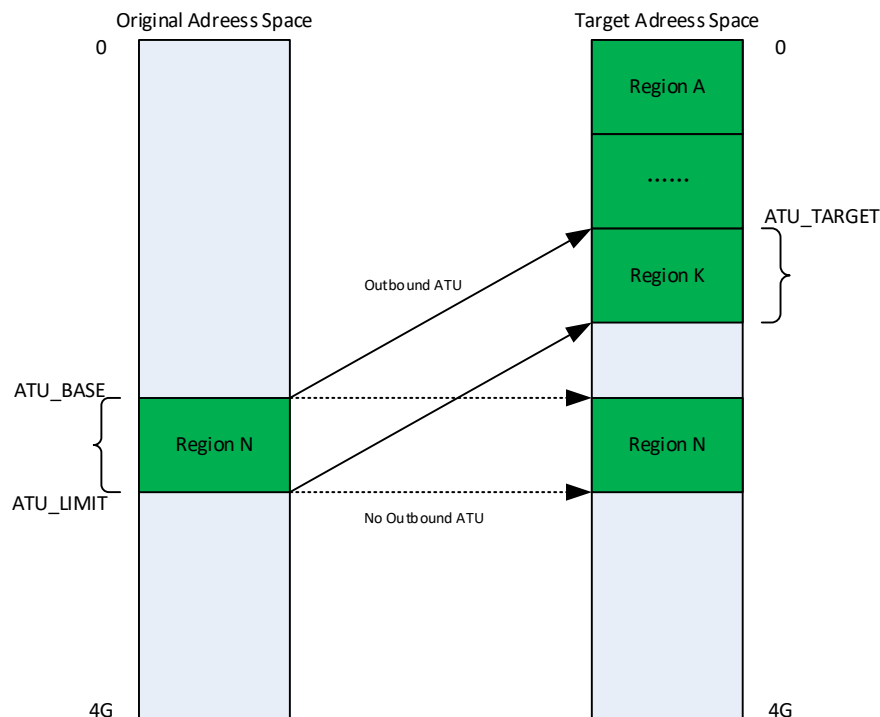 Original Adreess Space
Target Adreess Space
0
0
Region A
......
ATU_TARGET
Outbound ATU
Region K
ATU_BASE
Region N
Region N
ATU_LIMIT
No Outbound ATU
4G
4G